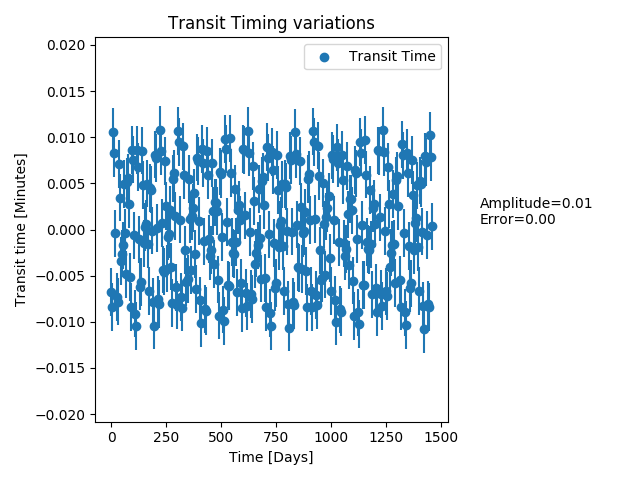 Transit Timing variations
Transit Time
0.020
0.015
0.010
0.005
0.000
−0.005
−0.010
−0.015
−0.020
Transit time [Minutes]
0
250
500
750
1000
1250
1500
Time [Days]
Amplitude=0.01
Error=0.00